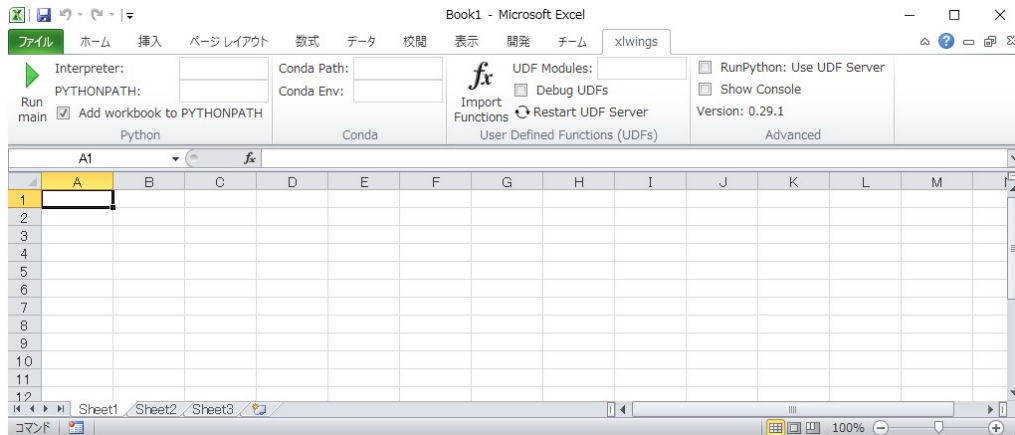 Book1 - Microsoft Excel
ファイル ホーム 挿入 ページ レイアウト 数式 データ 校閲 表示 開発 チーム xlwings
Run main
Interpreter:
PYTHONPATH:
Add workbook to PYTHONPATH
Python
Conda Path:
Conda Env:
Conda
fx
Import Functions
UDF Modules:
Debug UDFs
Restart UDF Server
User Defined Functions (UDFs)
RunPython: Use UDF Server
Show Console
Version: 0.29.1
Advanced
A1 fx
A B C D E F G H I J K L M
1
2
3
4
5
6
7
8
9
10
11
12
Sheet1 Sheet2 Sheet3
コマンド 100%